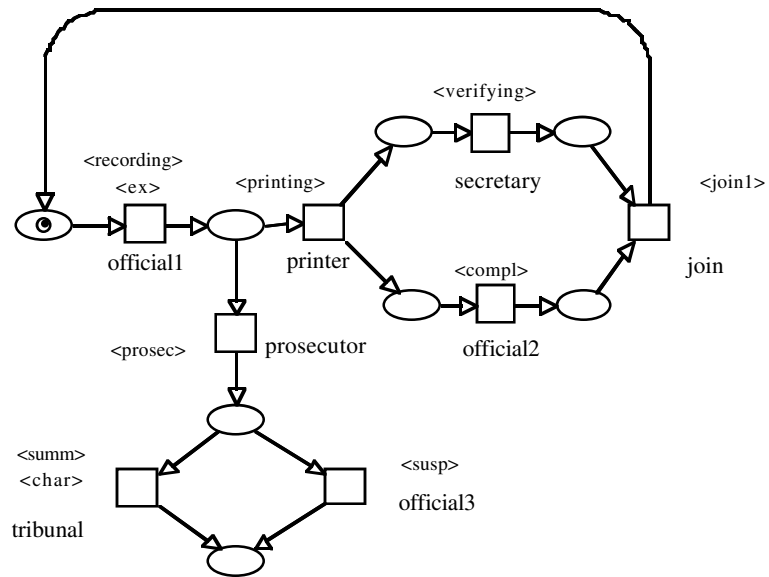 <verifying>
<recording>
<ex>
<printing>
secretary
<join1>
official1
printer
join
<compl>
<prosec>
prosecutor
official2
<summ>
<char>
<susp>
official3
tribunal